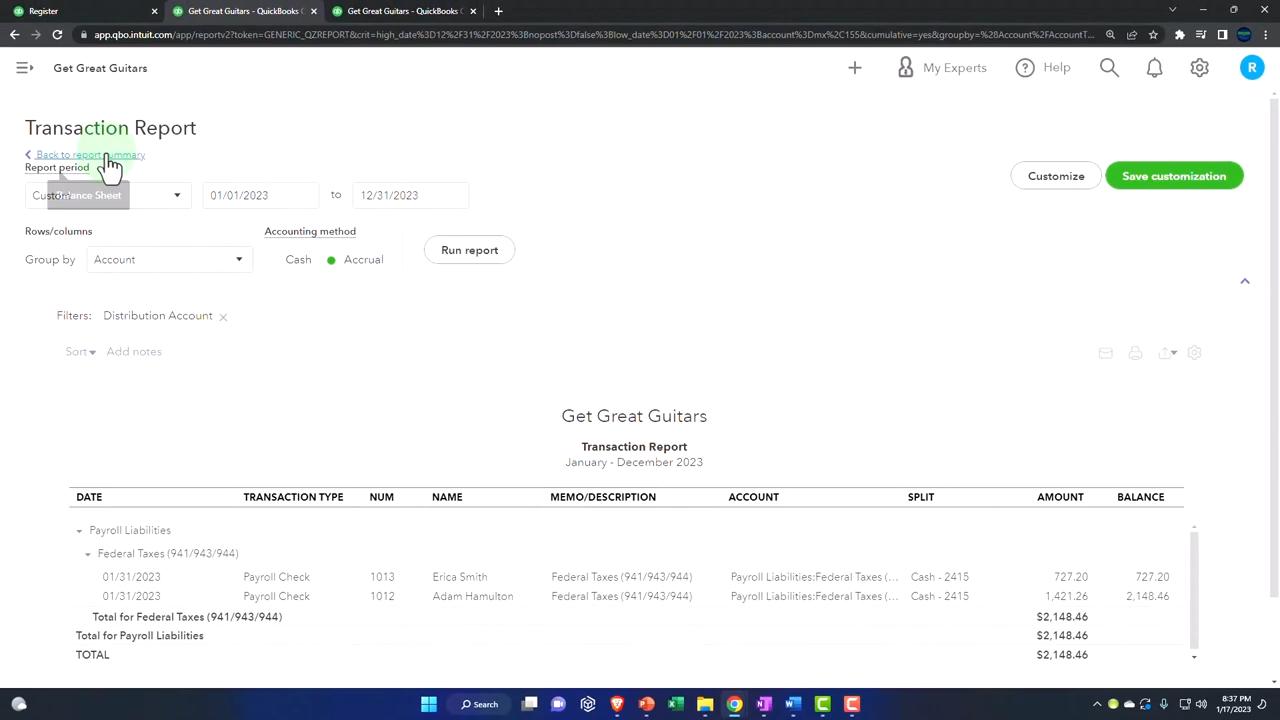 Register
Get Great Guitars - QuickBooks O
Get Great Guitars - QuickBooks O
app.qbo.intuit.com/app/reportv2?token=GENERIC_QZREPORT&crit=high_date%3D12%2F31%2F2023%3Bnopost%3Dfalse%3Blow_date%3D01%2F01%2F2023%3Baccount%3D%3Bmx%2C155&cumulative=yes&groupby=%28Account%2FAccountT...
Get Great Guitars
My Experts
Help
R
Transaction Report
Back to report summary
Report period
Balance Sheet
01/01/2023 to 12/31/2023
Customize
Save customization
Rows/columns
Accounting method
Group by Account
Cash Accrual
Run report
Filters: Distribution Account
Sort Add notes
Get Great Guitars
Transaction Report
January - December 2023
DATE TRANSACTION TYPE NUM NAME MEMO/DESCRIPTION ACCOUNT SPLIT AMOUNT BALANCE
Payroll Liabilities
Federal Taxes (941/943/944)
01/31/2023 Payroll Check 1013 Erica Smith Federal Taxes (941/943/944) Payroll Liabilities:Federal Taxes (... Cash - 2415 727.20 727.20
01/31/2023 Payroll Check 1012 Adam Hamulton Federal Taxes (941/943/944) Payroll Liabilities:Federal Taxes (... Cash - 2415 1,421.26 2,148.46
Total for Federal Taxes (941/943/944) $2,148.46
Total for Payroll Liabilities $2,148.46
TOTAL $2,148.46
Search
8:37 PM
1/17/2023